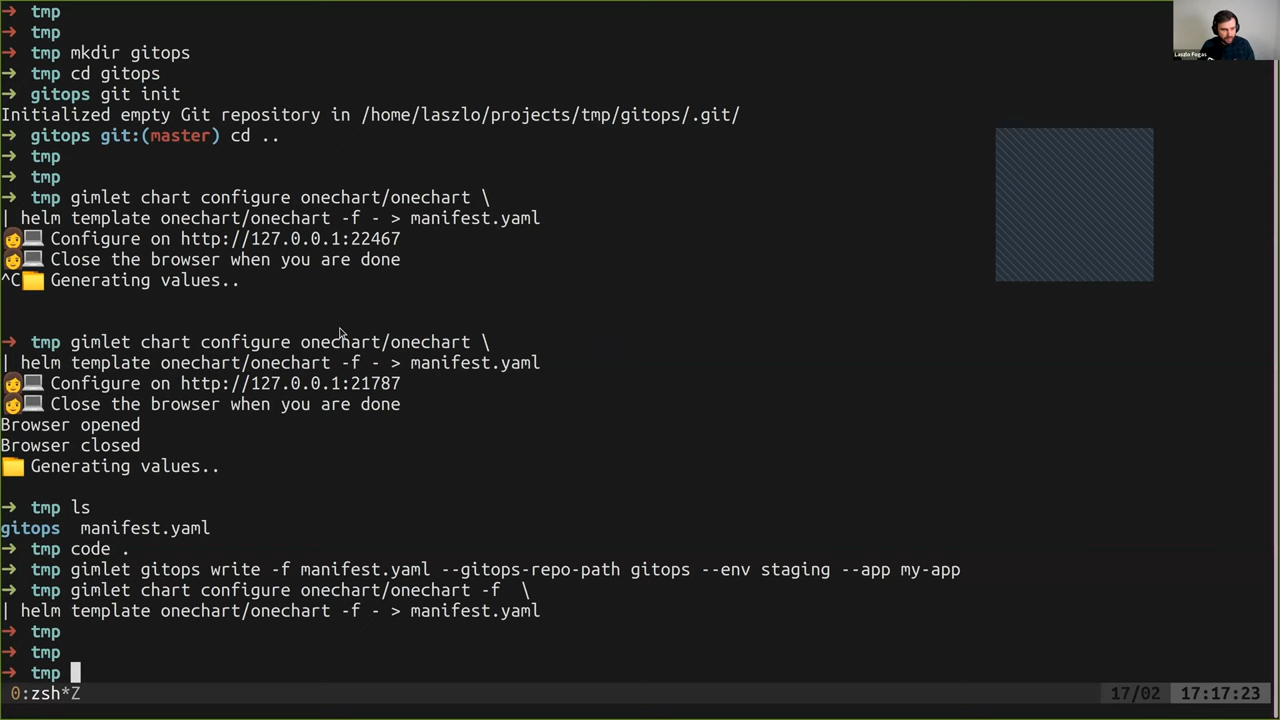 → tmp
→ tmp
→ tmp mkdir gitops
→ tmp cd gitops
→ gitops git init
Initialized empty Git repository in /home/laszlo/projects/tmp/gitops/.git/
→ gitops git:(master) cd ..
→ tmp
→ tmp
→ tmp gimlet chart configure onechart/onechart \
| helm template onechart/onechart -f - > manifest.yaml
👩💻 Configure on http://127.0.0.1:22467
👩💻 Close the browser when you are done
^C📁 Generating values..
→ tmp gimlet chart configure onechart/onechart \
| helm template onechart/onechart -f - > manifest.yaml
👩💻 Configure on http://127.0.0.1:21787
👩💻 Close the browser when you are done
Browser opened
Browser closed
📁 Generating values..
→ tmp ls
gitops  manifest.yaml
→ tmp code .
→ tmp gimlet gitops write -f manifest.yaml --gitops-repo-path gitops --env staging --app my-app
→ tmp gimlet chart configure onechart/onechart -f  \
| helm template onechart/onechart -f - > manifest.yaml
→ tmp
→ tmp
→ tmp
0:zsh*Z 17/02 17:17:23
Laszlo Fogas